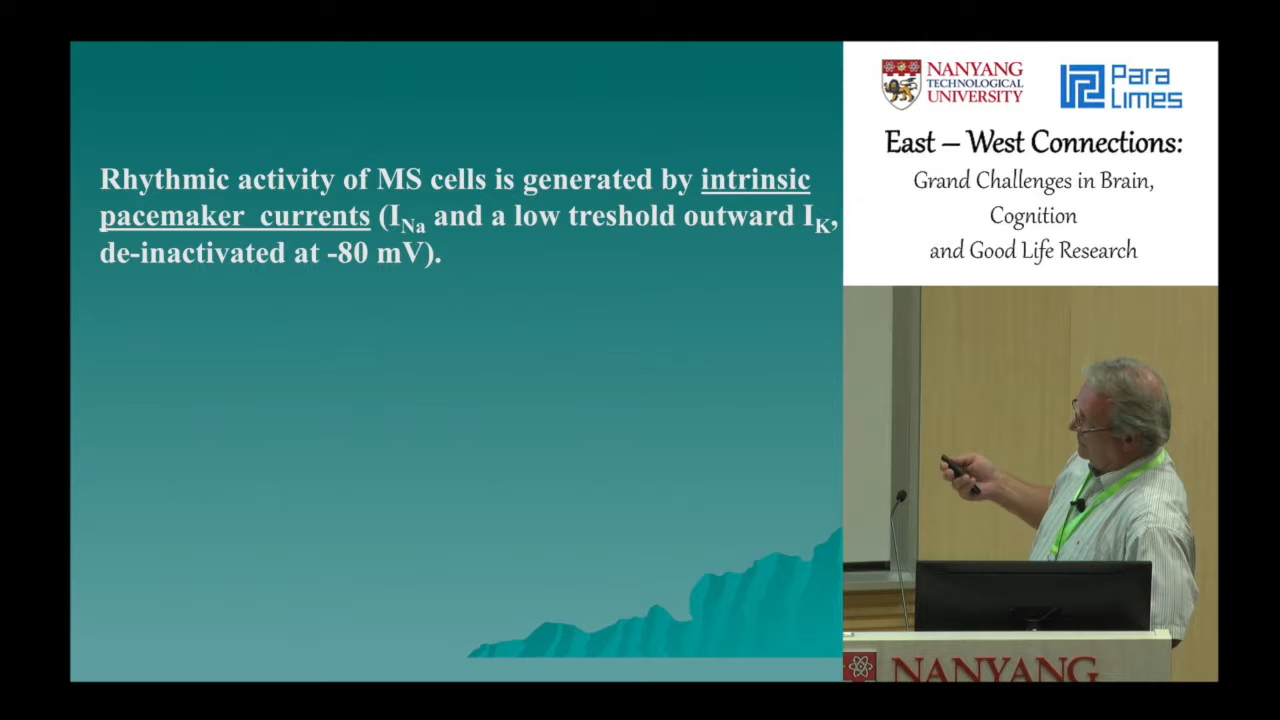 Rhythmic activity of MS cells is generated by intrinsic
pacemaker currents (INa and a low treshold outward IK,
de-inactivated at -80 mV).
NANYANG
TECHNOLOGICAL
UNIVERSITY
Para
Limes
East – West Connections:
Grand Challenges in Brain,
Cognition
and Good Life Research
NANYANG